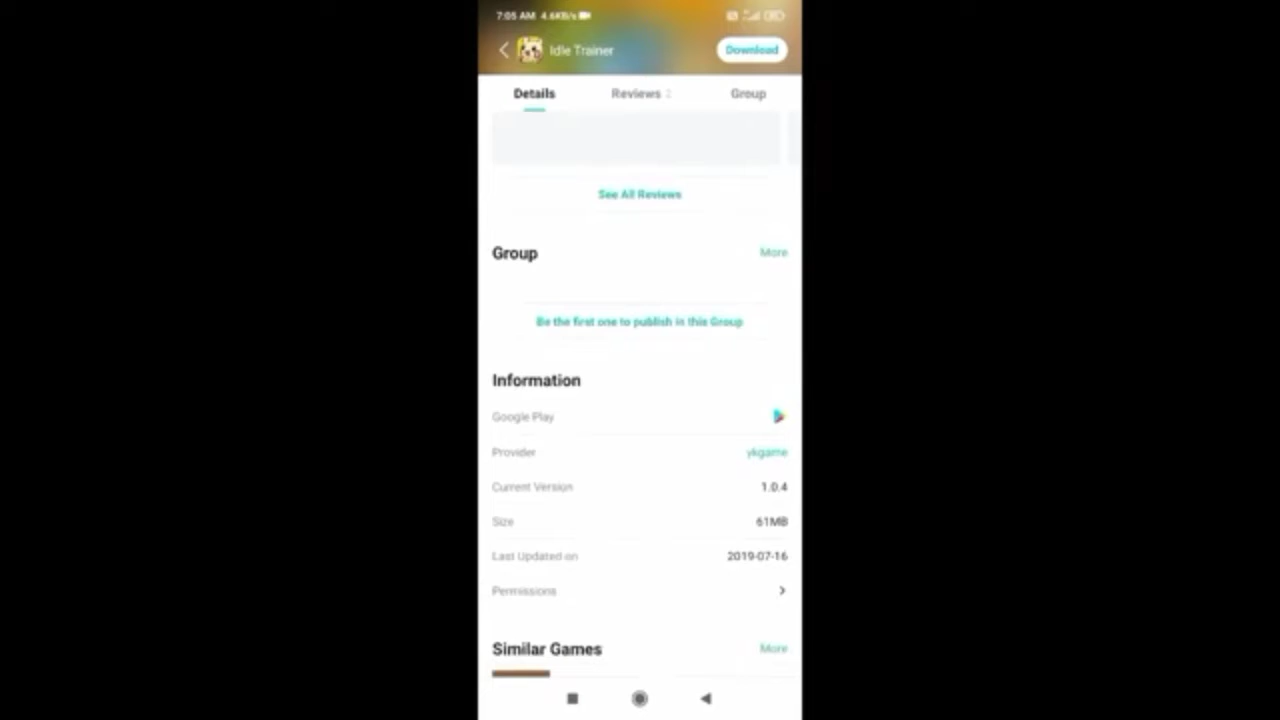 7:05 AM 4.6KB/s
Idle Trainer
Download
Details
Reviews 2
Group
See All Reviews
Group
More
Be the first one to publish in this Group
Information
Google Play
Provider
ykgame
Current Version
1.0.4
Size
61MB
Last Updated on
2019-07-16
Permissions
Similar Games
More